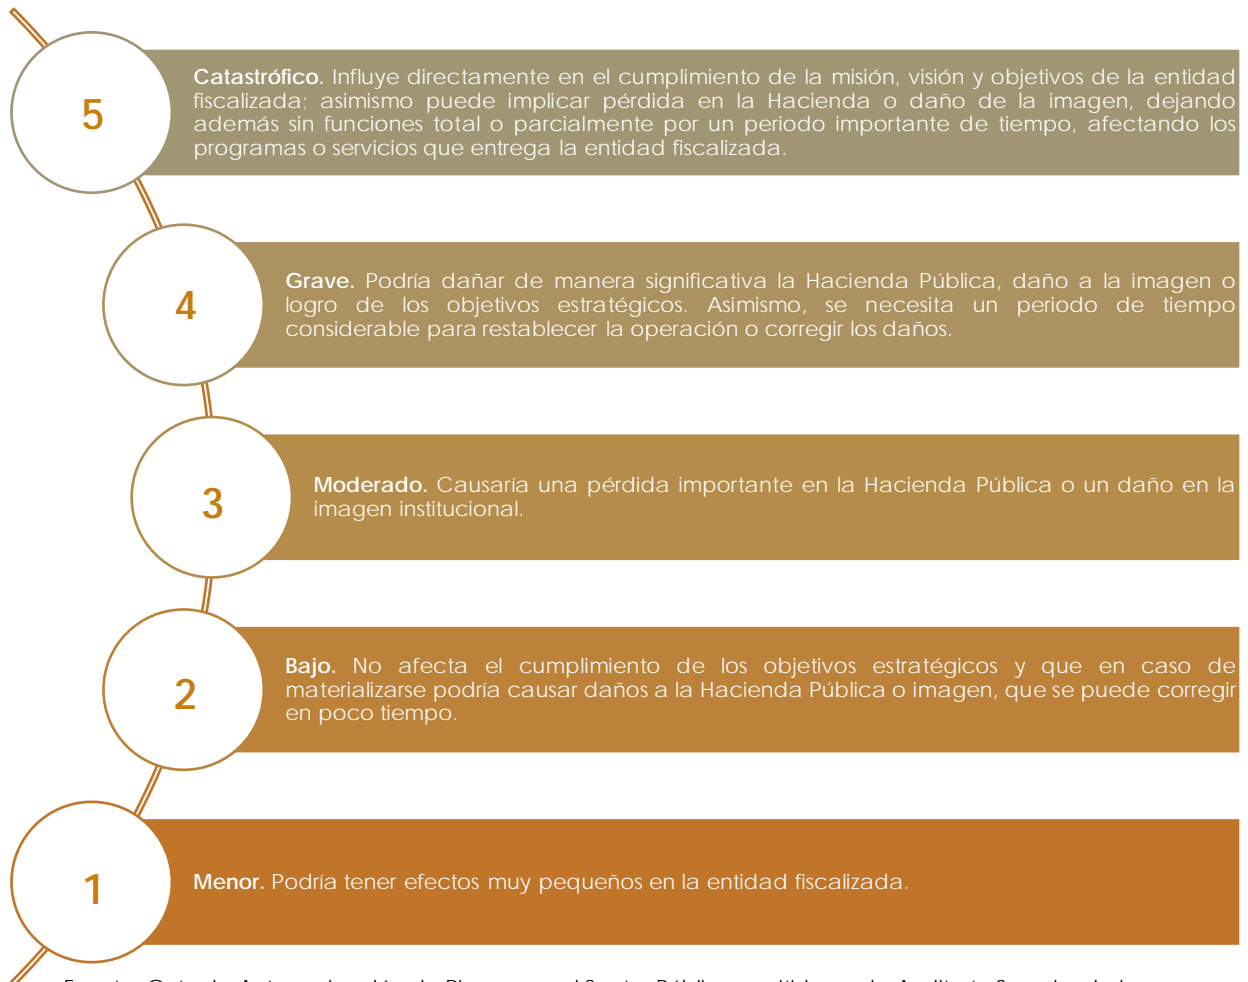 5
Catastrófico. Influye directamente en el cumplimiento de la misión, visión y objetivos de la entidad
fiscalizada; asimismo puede implicar pérdida en la Hacienda o daño de la imagen, dejando
además sin funciones total o parcialmente por un periodo importante de tiempo, afectando los
programas o servicios que entrega la entidad fiscalizada.
4
Grave. Podría dañar de manera significativa la Hacienda Pública, daño a la imagen o
logro de los objetivos estratégicos. Asimismo, se necesita un periodo de tiempo
considerable para restablecer la operación o corregir los daños.
3
Moderado. Causaría una pérdida importante en la Hacienda Pública o un daño en la
imagen institucional.
2
Bajo. No afecta el cumplimiento de los objetivos estratégicos y que en caso de
materializarse podría causar daños a la Hacienda Pública o imagen, que se puede corregir
en poco tiempo.
1
Menor. Podría tener efectos muy pequeños en la entidad fiscalizada.